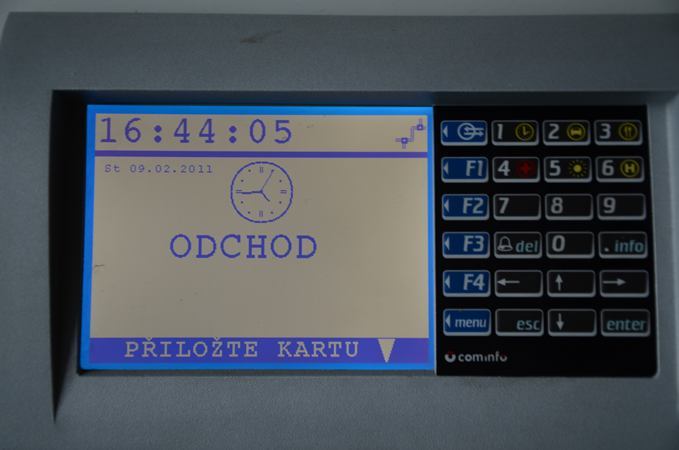 16:44:05
St 09.02.2011
ODCHOD
PŘILOŽTE KARTU
1 2 3
F1 4 5 6
F2 7 8 9
F3 del 0 . info
F4 ← ↑ →
menu esc ↓ enter
cominfo